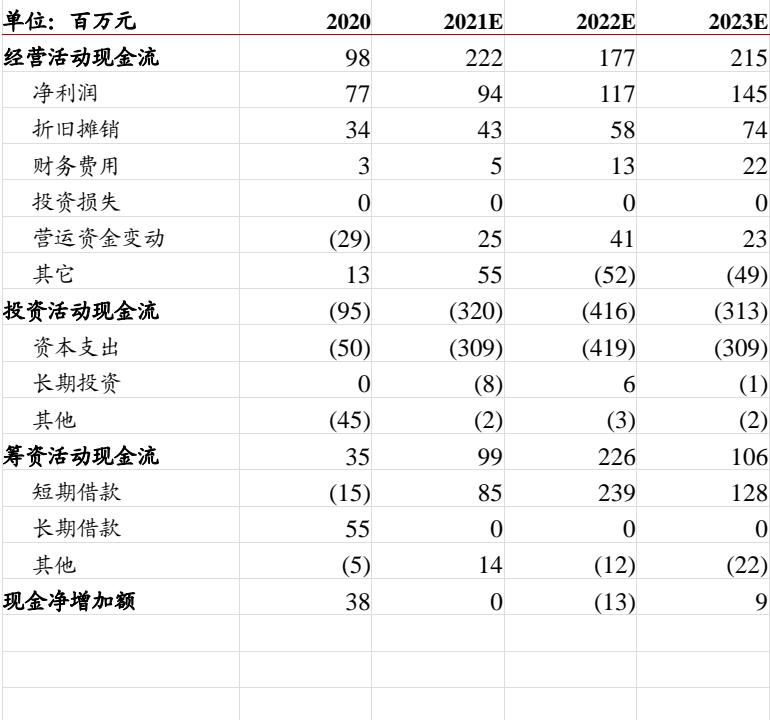 单位：百万元 2020 2021E 2022E 2023E
经营活动现金流 98 222 177 215
净利润 77 94 117 145
折旧摊销 34 43 58 74
财务费用 3 5 13 22
投资损失 0 0 0 0
营运资金变动 (29) 25 41 23
其它 13 55 (52) (49)
投资活动现金流 (95) (320) (416) (313)
资本支出 (50) (309) (419) (309)
长期投资 0 (8) 6 (1)
其他 (45) (2) (3) (2)
筹资活动现金流 35 99 226 106
短期借款 (15) 85 239 128
长期借款 55 0 0 0
其他 (5) 14 (12) (22)
现金净增加额 38 0 (13) 9